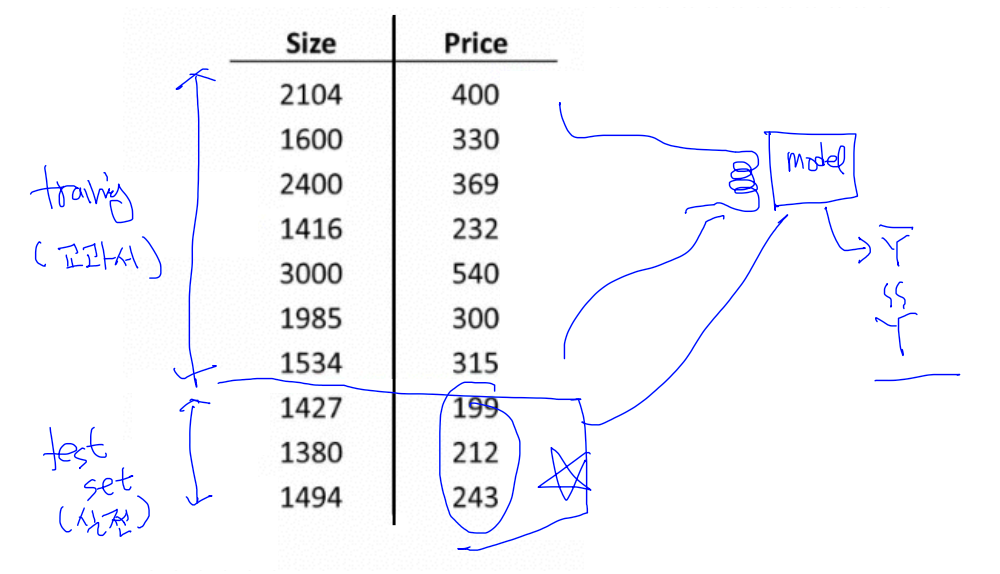 Size Price
2104 400
1600 330
2400 369
1416 232
3000 540
1985 300
1534 315
1427 199
1380 212
1494 243
training
(교과서)
test
set
(실전)
model
Y
Y